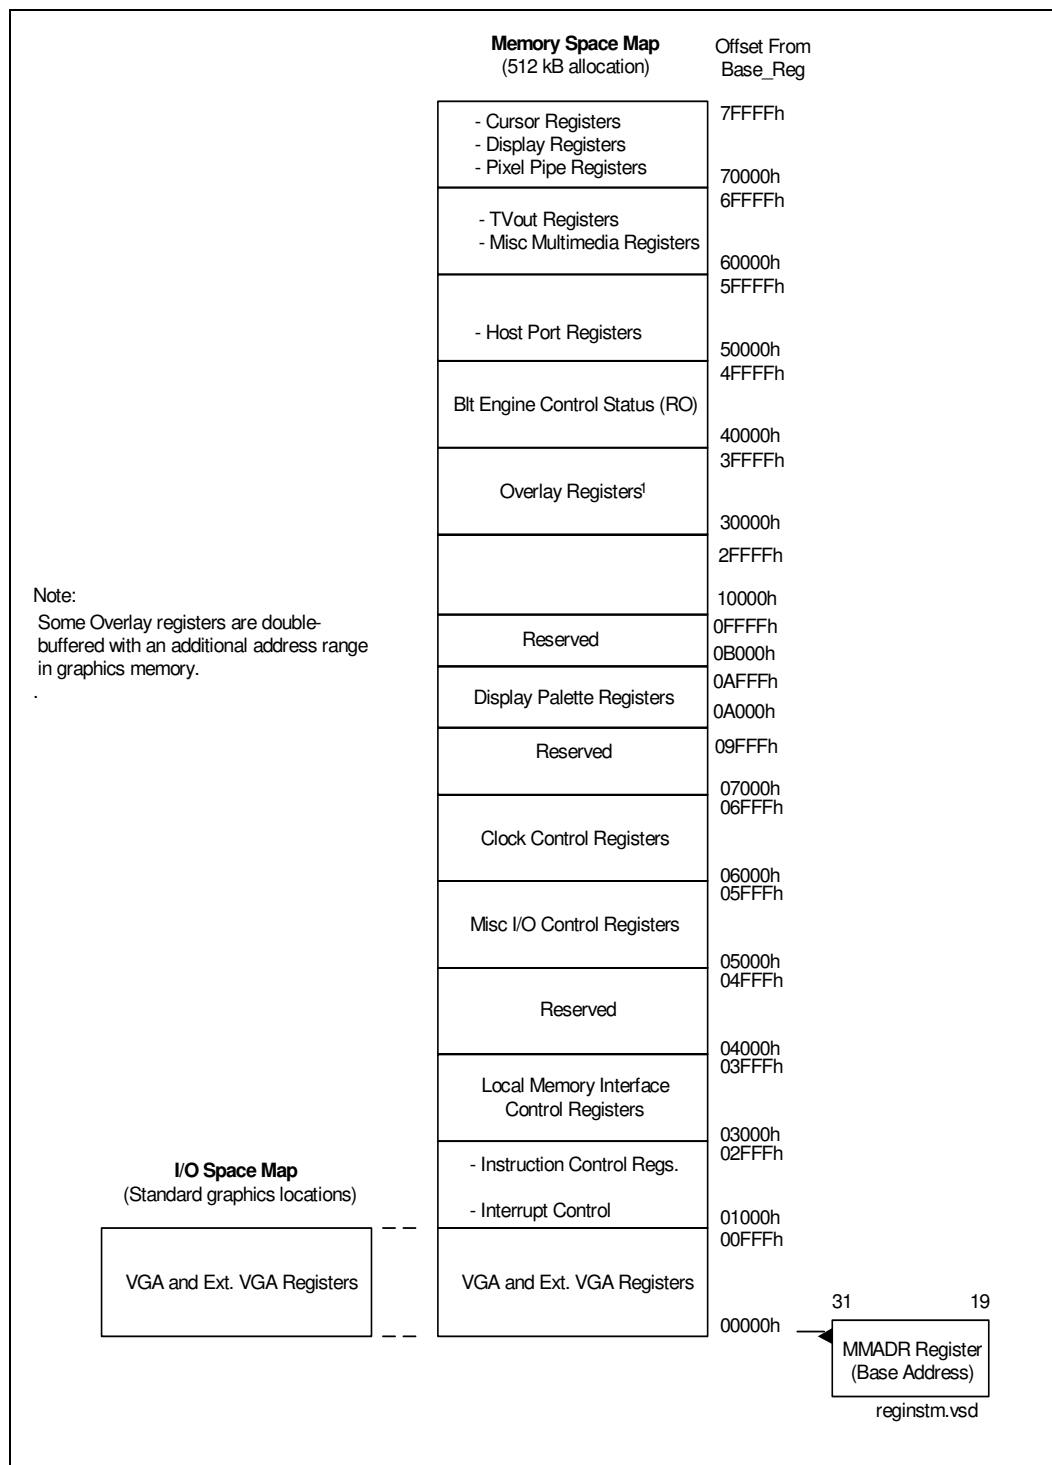 Memory Space Map
(512 kB allocation)
Offset From
Base_Reg
- Cursor Registers
- Display Registers
- Pixel Pipe Registers
7FFFFh
70000h
- TVout Registers
- Misc Multimedia Registers
6FFFFh
60000h
- Host Port Registers
5FFFFh
50000h
Blt Engine Control Status (RO)
4FFFFh
40000h
Overlay Registers¹
3FFFFh
30000h
2FFFFh
10000h
Note:
Some Overlay registers are double-
buffered with an additional address range
in graphics memory.
.
Reserved
0FFFFh
0B000h
Display Palette Registers
0AFFFh
0A000h
Reserved
09FFFh
07000h
Clock Control Registers
06FFFh
06000h
Misc I/O Control Registers
05FFFh
05000h
Reserved
04FFFh
04000h
Local Memory Interface
Control Registers
03FFFh
03000h
- Instruction Control Regs.
- Interrupt Control
02FFFh
01000h
I/O Space Map
(Standard graphics locations)
VGA and Ext. VGA Registers
VGA and Ext. VGA Registers
00FFFh
00000h
31 19
MMADR Register
(Base Address)
reginstm.vsd